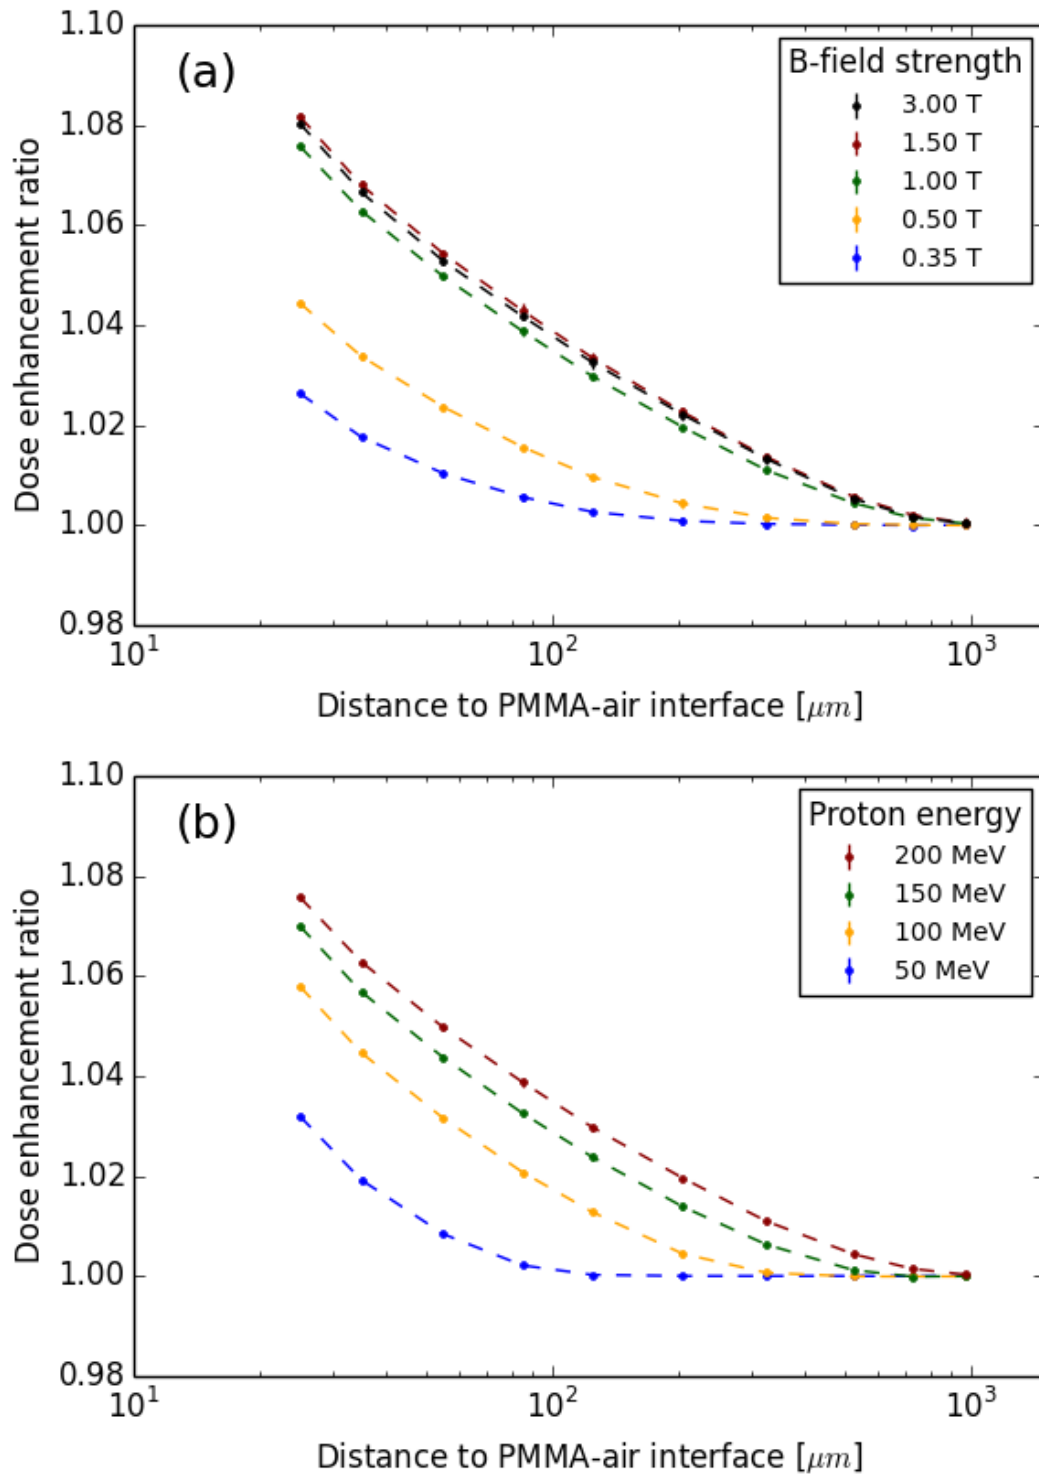 (a)
B-field strength
3.00 T
1.50 T
1.00 T
0.50 T
0.35 T
Dose enhancement ratio
1.10
1.08
1.06
1.04
1.02
1.00
0.98
10¹ 10² 10³
Distance to PMMA-air interface [μm]
(b)
Proton energy
200 MeV
150 MeV
100 MeV
50 MeV
Dose enhancement ratio
1.10
1.08
1.06
1.04
1.02
1.00
0.98
10¹ 10² 10³
Distance to PMMA-air interface [μm]